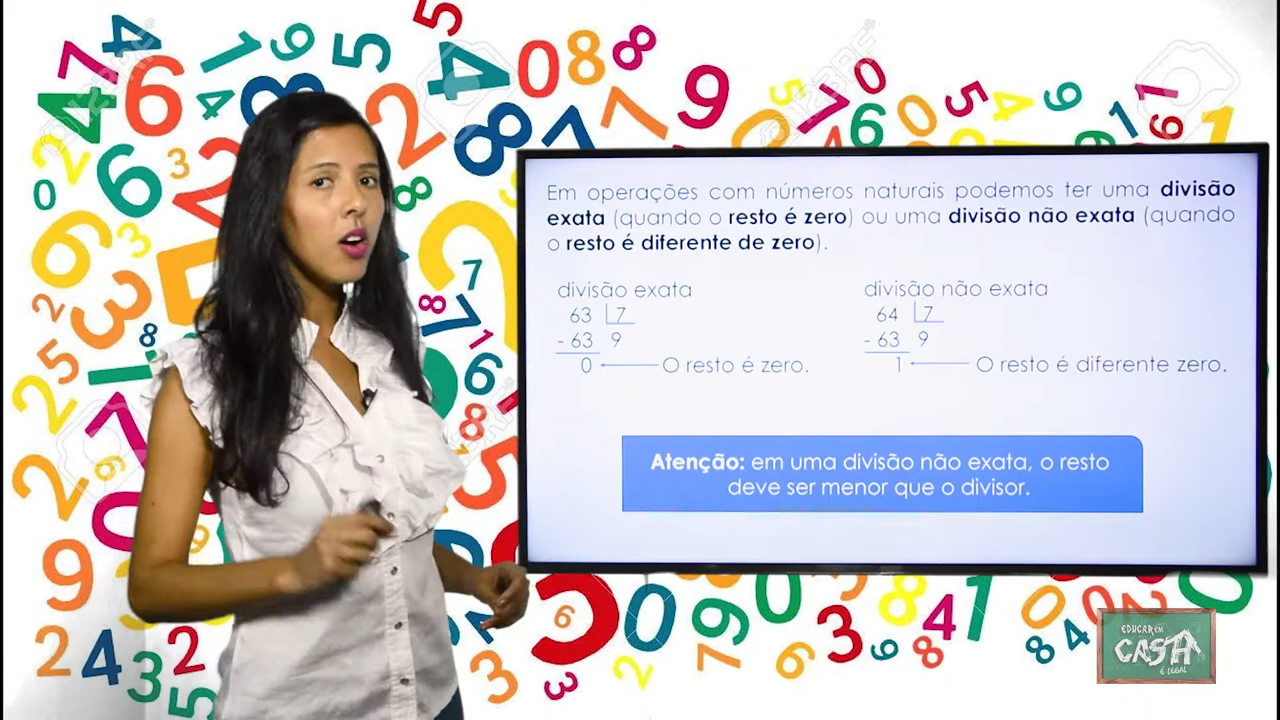 Em operações com números naturais podemos ter uma divisão
exata (quando o resto é zero) ou uma divisão não exata (quando
o resto é diferente de zero).
divisão exata
63 7
- 63 9
0 O resto é zero.
divisão não exata
64 7
- 63 9
1 O resto é diferente zero.
Atenção: em uma divisão não exata, o resto
deve ser menor que o divisor.
EDUCAR EM
CASA
É LEGAL